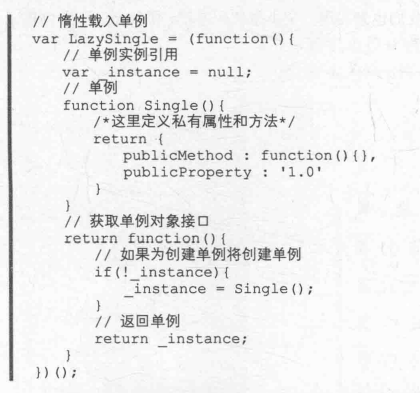 // 惰性载入单例
var LazySingle = (function(){
    // 单例实例引用
    var _instance = null;
    // 单例
    function Single(){
        /*这里定义私有属性和方法*/
        return {
            publicMethod : function(){},
            publicProperty : '1.0'
        }
    }
    // 获取单例对象接口
    return function(){
        // 如果为创建单例将创建单例
        if(!_instance){
            _instance = Single();
        }
        // 返回单例
        return _instance;
    }
})();